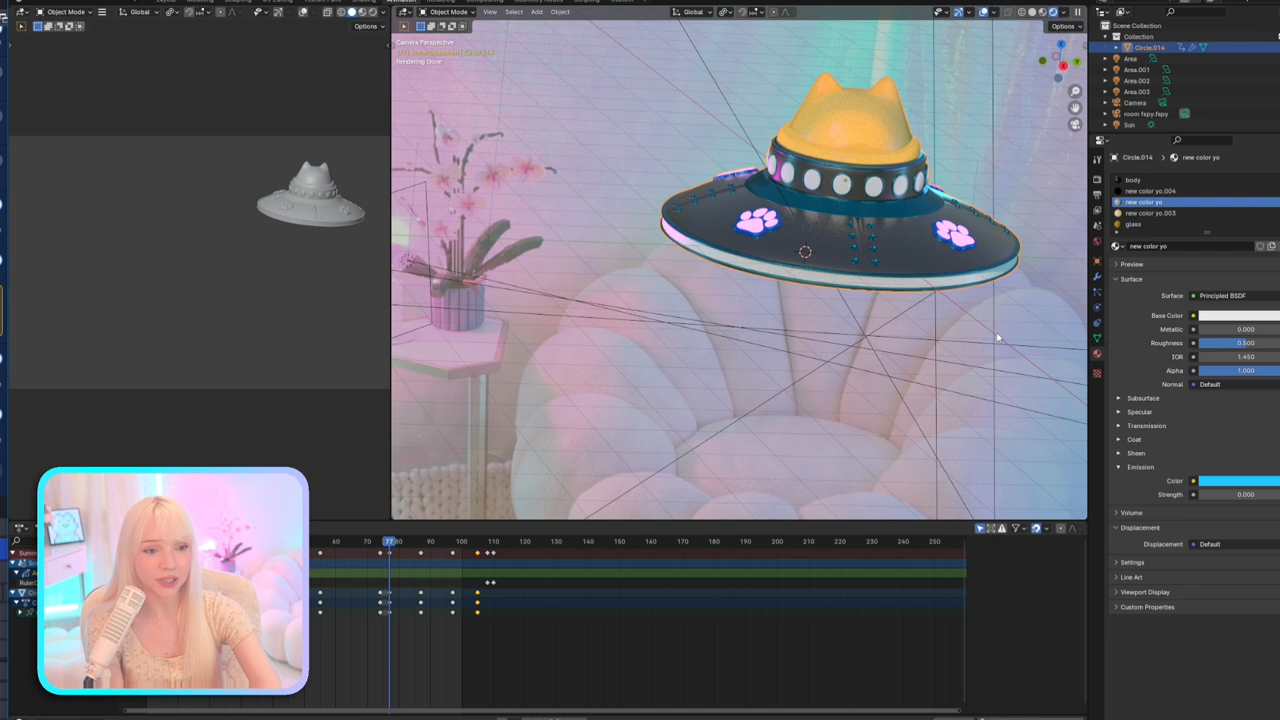 Object Mode
Global
Options
Object Mode
View
Select
Add
Object
Global
Options
Camera Perspective
Rendering Done
Scene Collection
Collection
Circle.014
Area
Area.001
Area.002
Area.003
Camera
room fspy.fspy
Sun
Circle.014
new color yo
body
new color yo.004
new color yo
new color yo.003
glass
new color yo
Preview
Surface
Surface
Principled BSDF
Base Color
Metallic
0.000
Roughness
0.500
IOR
1.450
Alpha
1.000
Normal
Default
Subsurface
Specular
Transmission
Coat
Sheen
Emission
Color
Strength
0.000
Volume
Displacement
Displacement
Default
Settings
Line Art
Viewport Display
Custom Properties
60
70
77
80
90
100
110
120
130
140
150
160
170
180
190
200
210
220
230
240
250